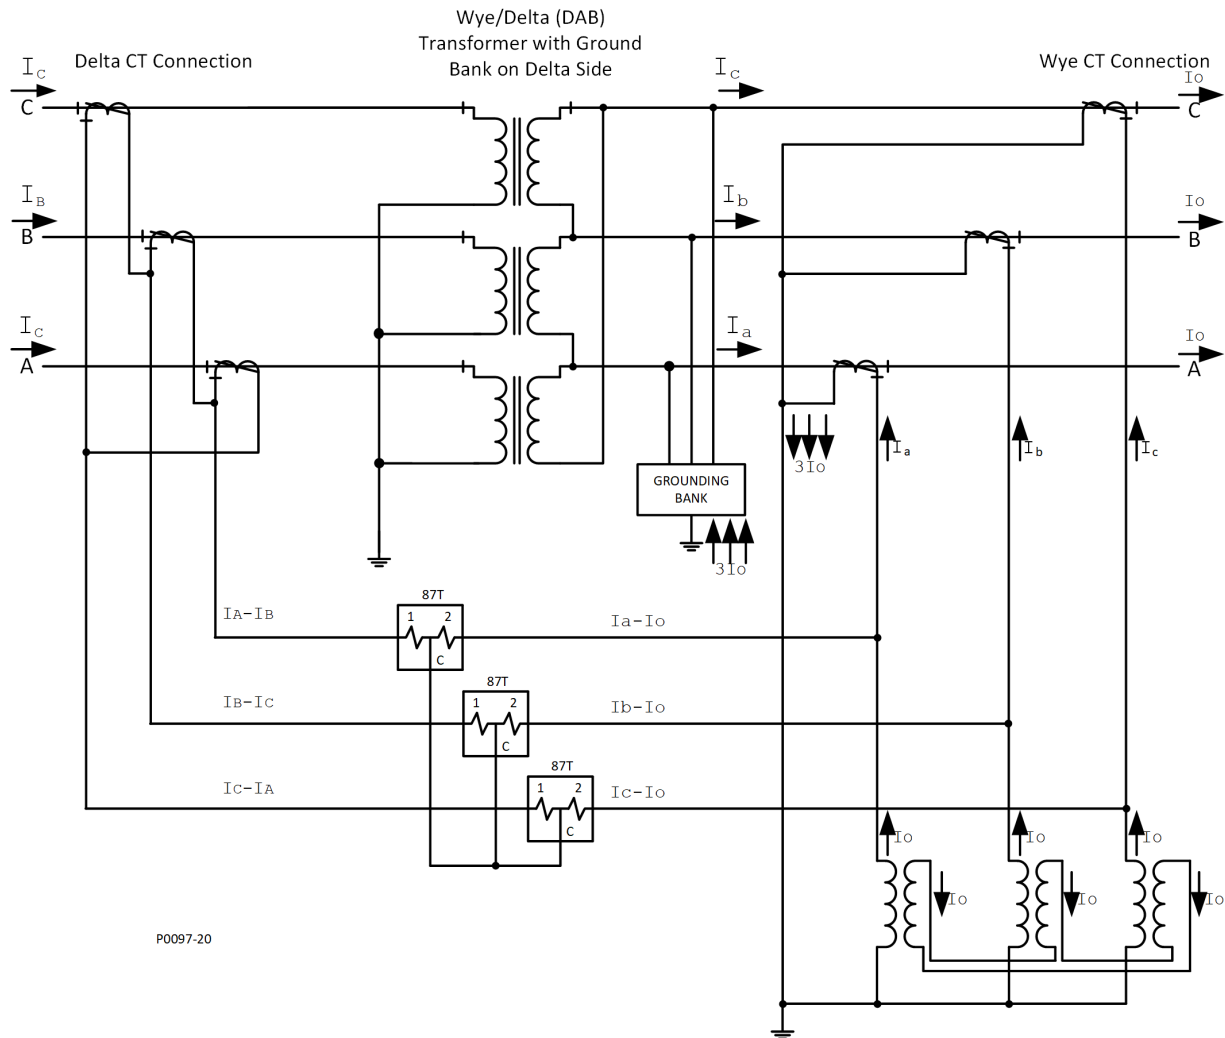 Wye/Delta (DAB)
Transformer with Ground
Bank on Delta Side
Delta CT Connection
Wye CT Connection
IC
Ic
Io
C
C
IB
Ib
Io
B
B
IC
Ia
Io
A
A
GROUNDING
BANK
3Io
Ia
Ib
Ic
3Io
87T
IA-IB
1 2
Ia-Io
C
87T
IB-IC
1 2
Ib-Io
C
87T
IC-IA
1 2
Ic-Io
C
Io
Io
Io
Io
Io
Io
P0097-20